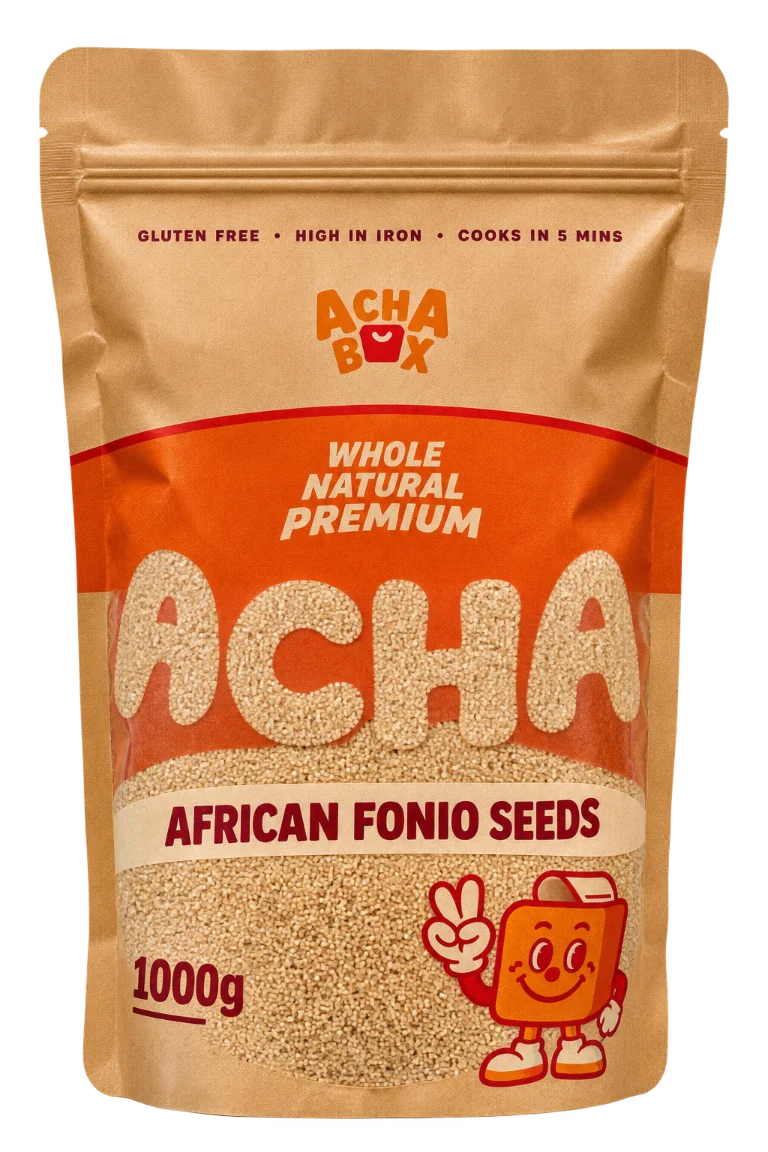 GLUTEN FREE • HIGH IN IRON • COOKS IN 5 MINS
ACHA
BOX
WHOLE
NATURAL
PREMIUM
ACHA
AFRICAN FONIO SEEDS
1000g